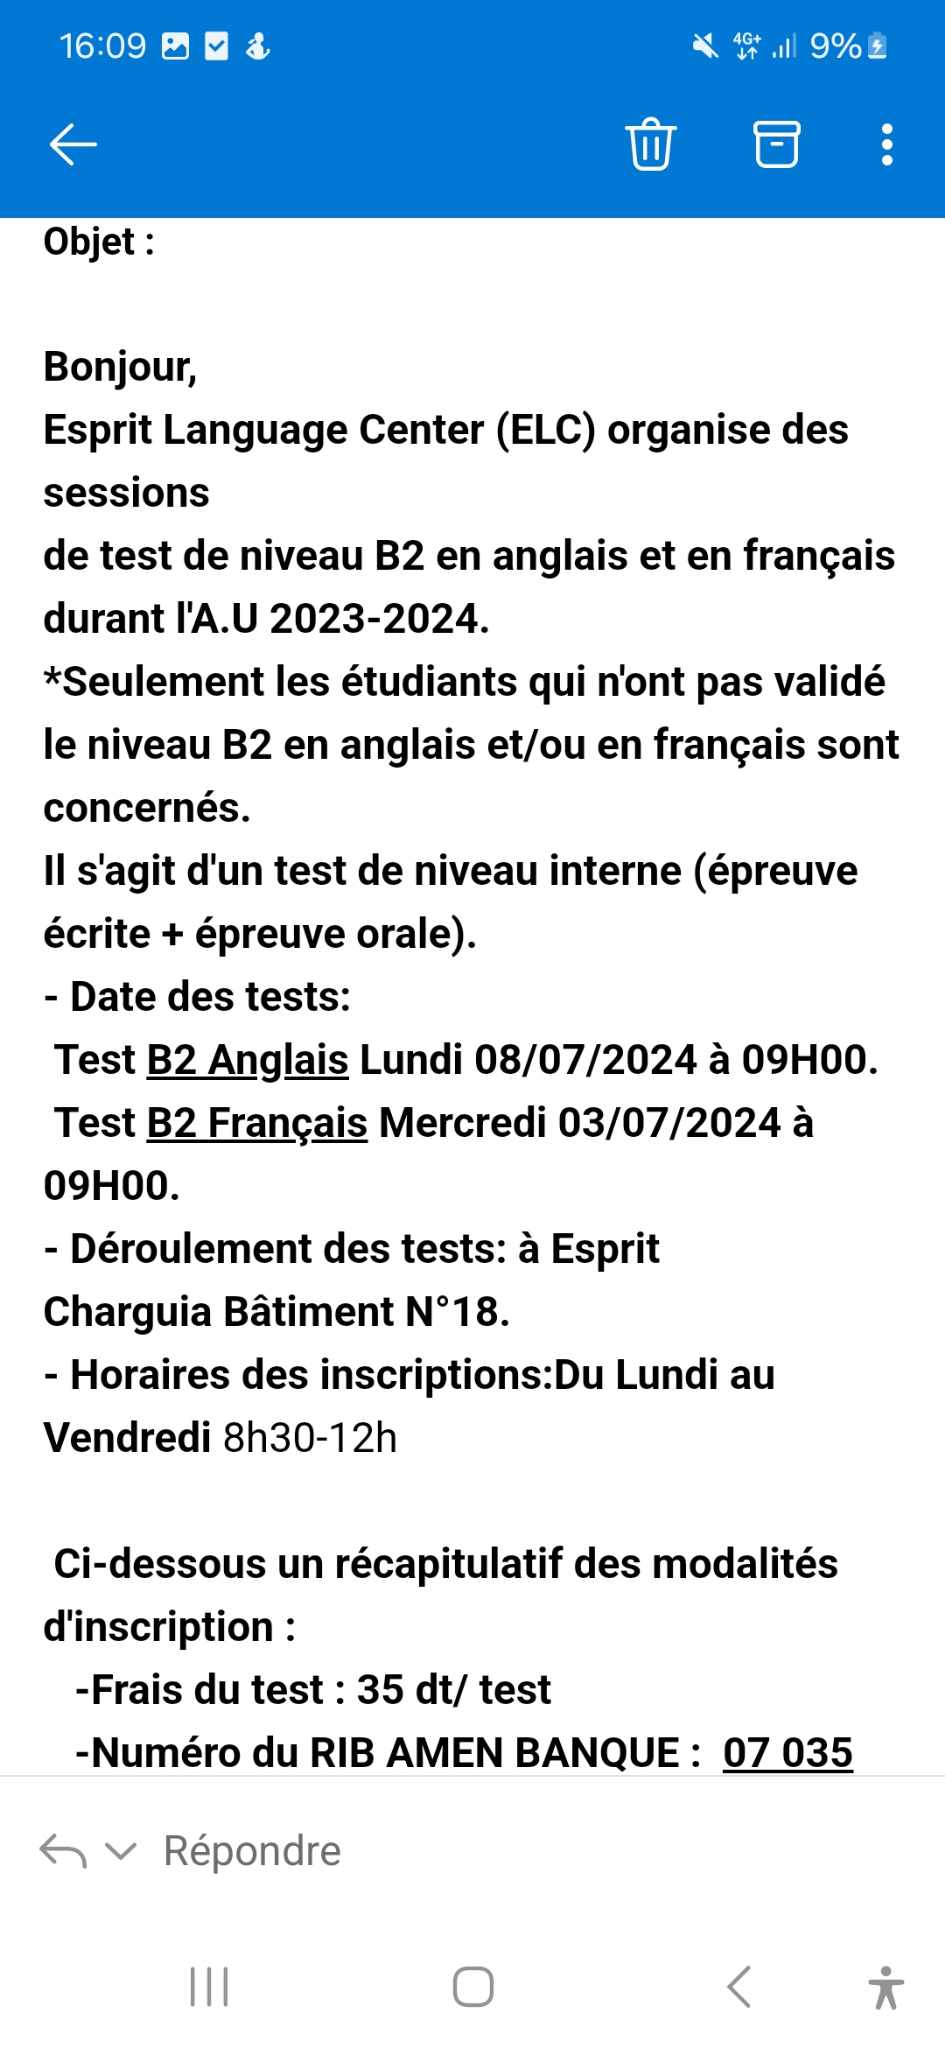 16:09
4G+
9%
Objet :
Bonjour,
Esprit Language Center (ELC) organise des
sessions
de test de niveau B2 en anglais et en français
durant l'A.U 2023-2024.
*Seulement les étudiants qui n'ont pas validé
le niveau B2 en anglais et/ou en français sont
concernés.
Il s'agit d'un test de niveau interne (épreuve
écrite + épreuve orale).
- Date des tests:
Test B2 Anglais Lundi 08/07/2024 à 09H00.
Test B2 Français Mercredi 03/07/2024 à
09H00.
- Déroulement des tests: à Esprit
Charguia Bâtiment N°18.
- Horaires des inscriptions:Du Lundi au
Vendredi 8h30-12h
Ci-dessous un récapitulatif des modalités
d'inscription :
-Frais du test : 35 dt/ test
-Numéro du RIB AMEN BANQUE : 07 035
Répondre